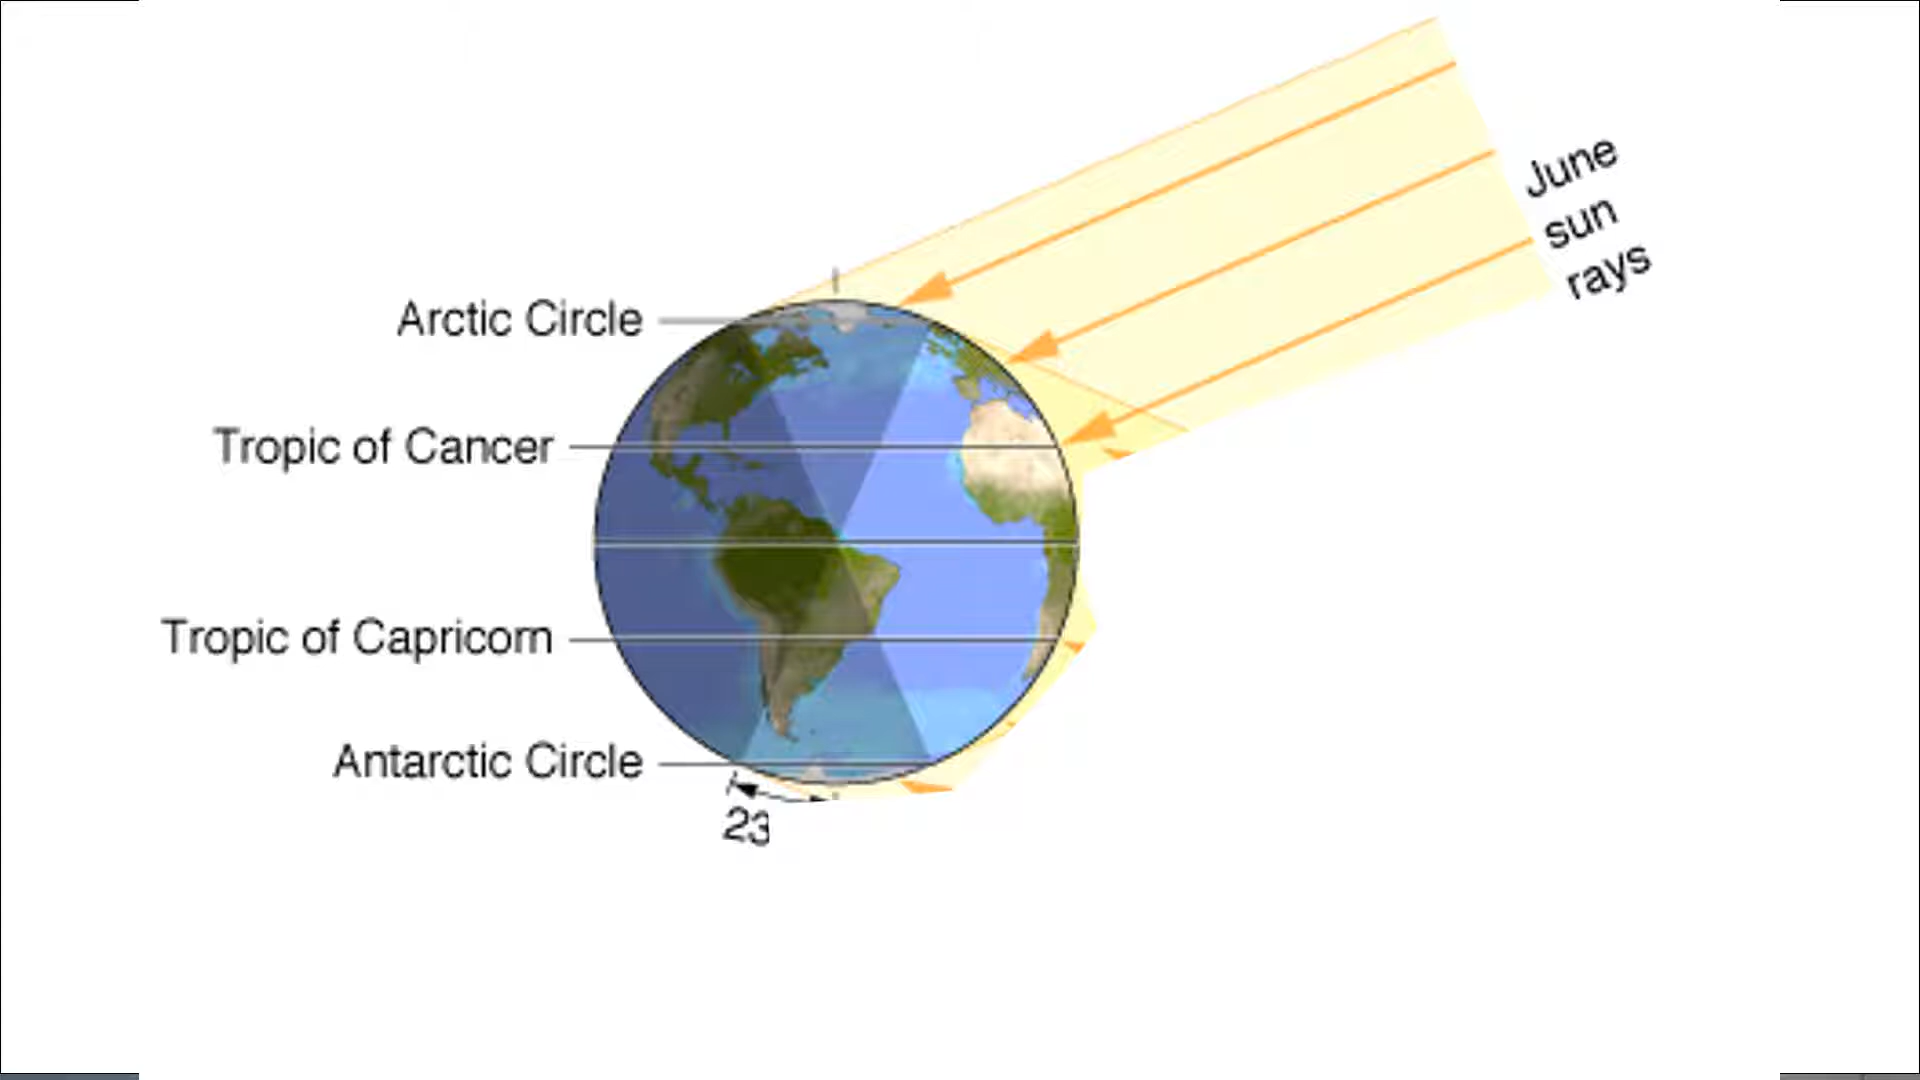 June
sun
rays
Arctic Circle
Tropic of Cancer
Tropic of Capricorn
Antarctic Circle
23